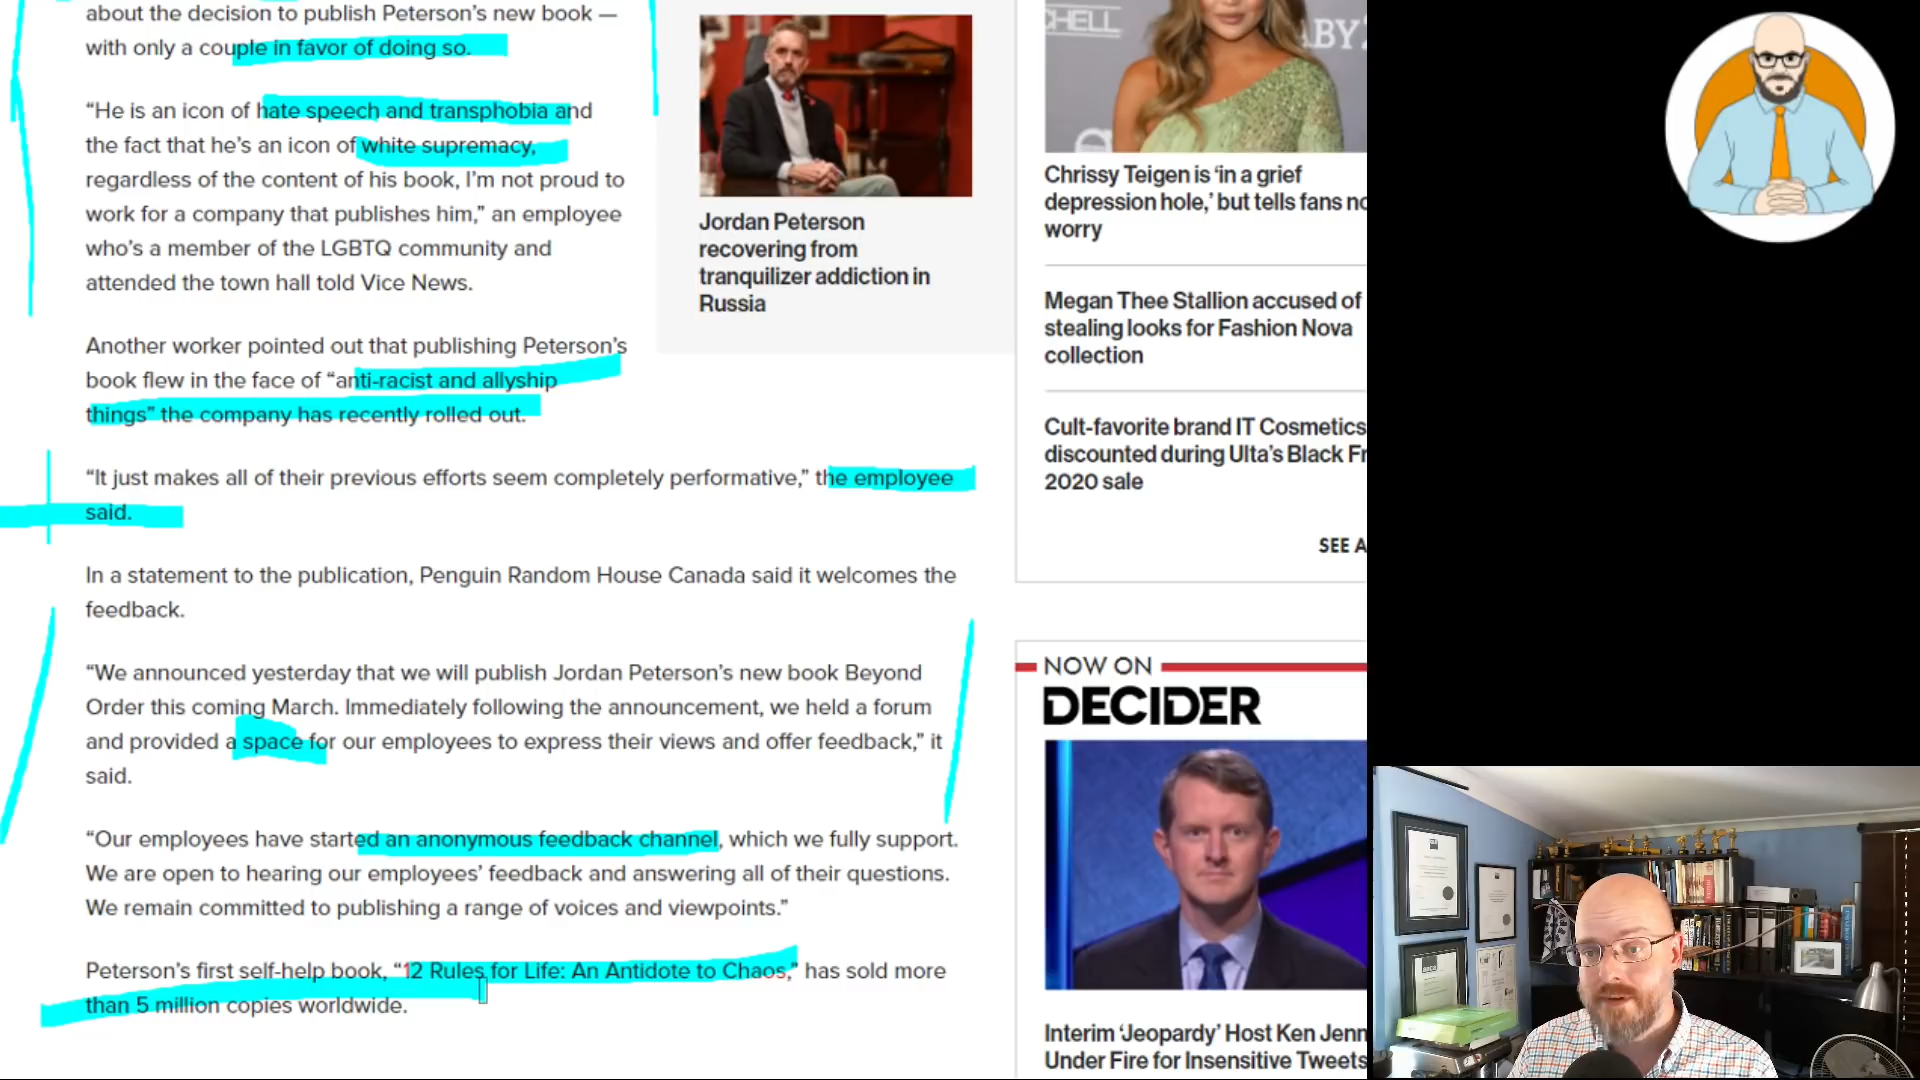 about the decision to publish Peterson's new book —
with only a couple in favor of doing so.
“He is an icon of hate speech and transphobia and
the fact that he's an icon of white supremacy,
regardless of the content of his book, I'm not proud to
work for a company that publishes him,” an employee
who's a member of the LGBTQ community and
attended the town hall told Vice News.
Another worker pointed out that publishing Peterson's
book flew in the face of “anti-racist and allyship
things” the company has recently rolled out.
“It just makes all of their previous efforts seem completely performative,” the employee
said.
In a statement to the publication, Penguin Random House Canada said it welcomes the
feedback.
“We announced yesterday that we will publish Jordan Peterson's new book Beyond
Order this coming March. Immediately following the announcement, we held a forum
and provided a space for our employees to express their views and offer feedback,” it
said.
“Our employees have started an anonymous feedback channel, which we fully support.
We are open to hearing our employees' feedback and answering all of their questions.
We remain committed to publishing a range of voices and viewpoints.”
Peterson's first self-help book, “12 Rules for Life: An Antidote to Chaos,” has sold more
than 5 million copies worldwide.
Jordan Peterson
recovering from
tranquilizer addiction in
Russia
CHELL
ABY2
Chrissy Teigen is ‘in a grief
depression hole,’ but tells fans no
worry
Megan Thee Stallion accused of
stealing looks for Fashion Nova
collection
Cult-favorite brand IT Cosmetics
discounted during Ulta's Black Fr
2020 sale
SEE A
NOW ON
DECIDER
Interim ‘Jeopardy’ Host Ken Jenn
Under Fire for Insensitive Tweets